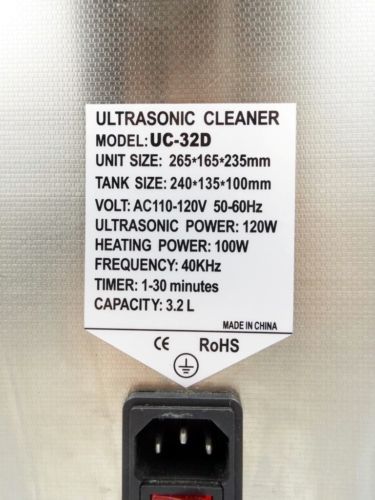 ULTRASONIC CLEANER
MODEL: UC-32D
UNIT SIZE: 265*165*235mm
TANK SIZE: 240*135*100mm
VOLT: AC110-120V 50-60Hz
ULTRASONIC POWER: 120W
HEATING POWER: 100W
FREQUENCY: 40KHz
TIMER: 1-30 minutes
CAPACITY: 3.2 L
MADE IN CHINA
CE RoHS